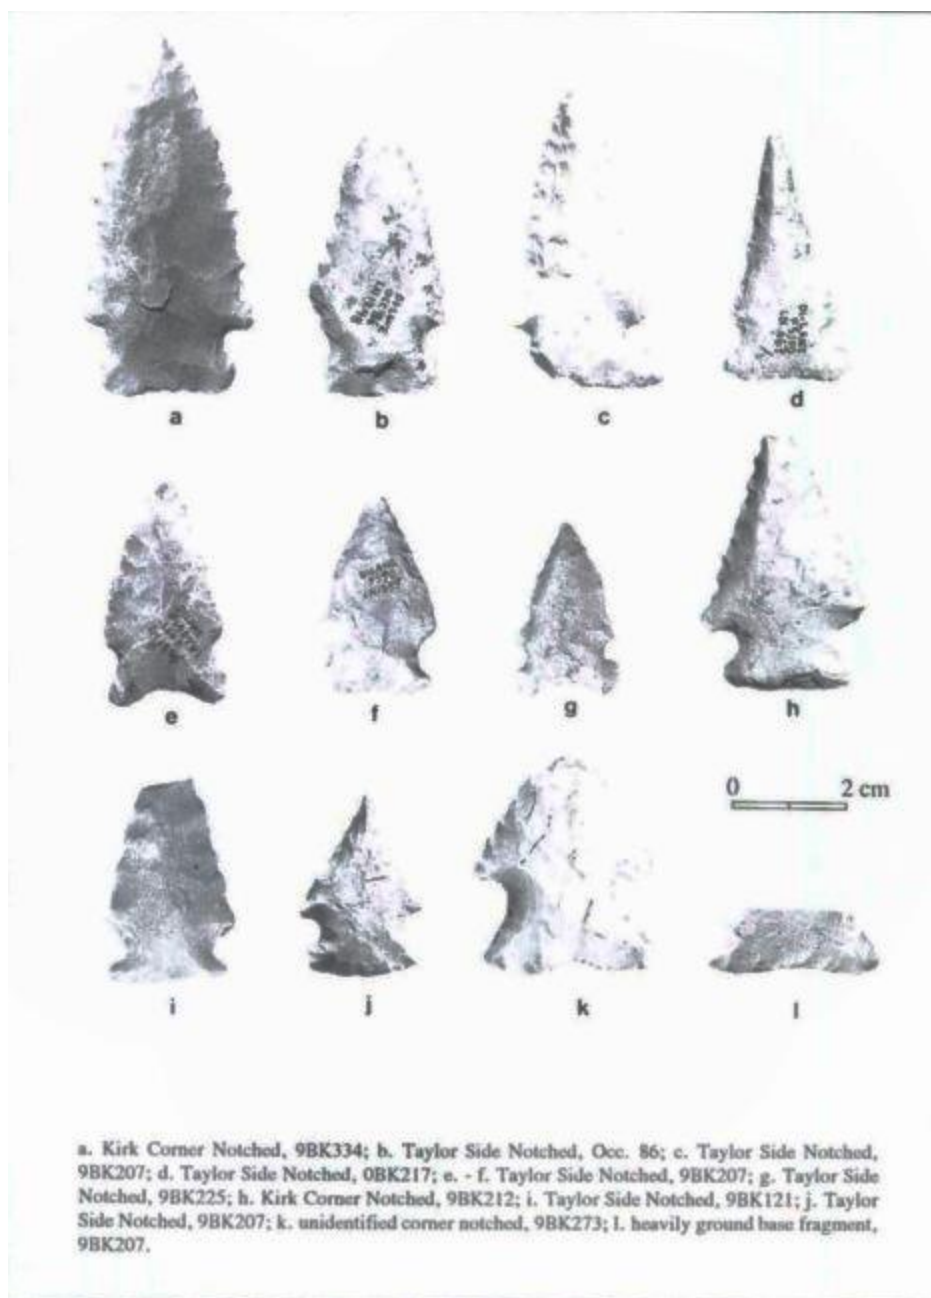 a
b
c
d
e
f
g
h
0 2 cm
i
j
k
l
a. Kirk Corner Notched, 9BK334; b. Taylor Side Notched, Occ. 86; c. Taylor Side Notched,
9BK207; d. Taylor Side Notched, 0BK217; e. - f. Taylor Side Notched, 9BK207; g. Taylor Side
Notched, 9BK225; h. Kirk Corner Notched, 9BK212; i. Taylor Side Notched, 9BK121; j. Taylor
Side Notched, 9BK207; k. unidentified corner notched, 9BK273; l. heavily ground base fragment,
9BK207.